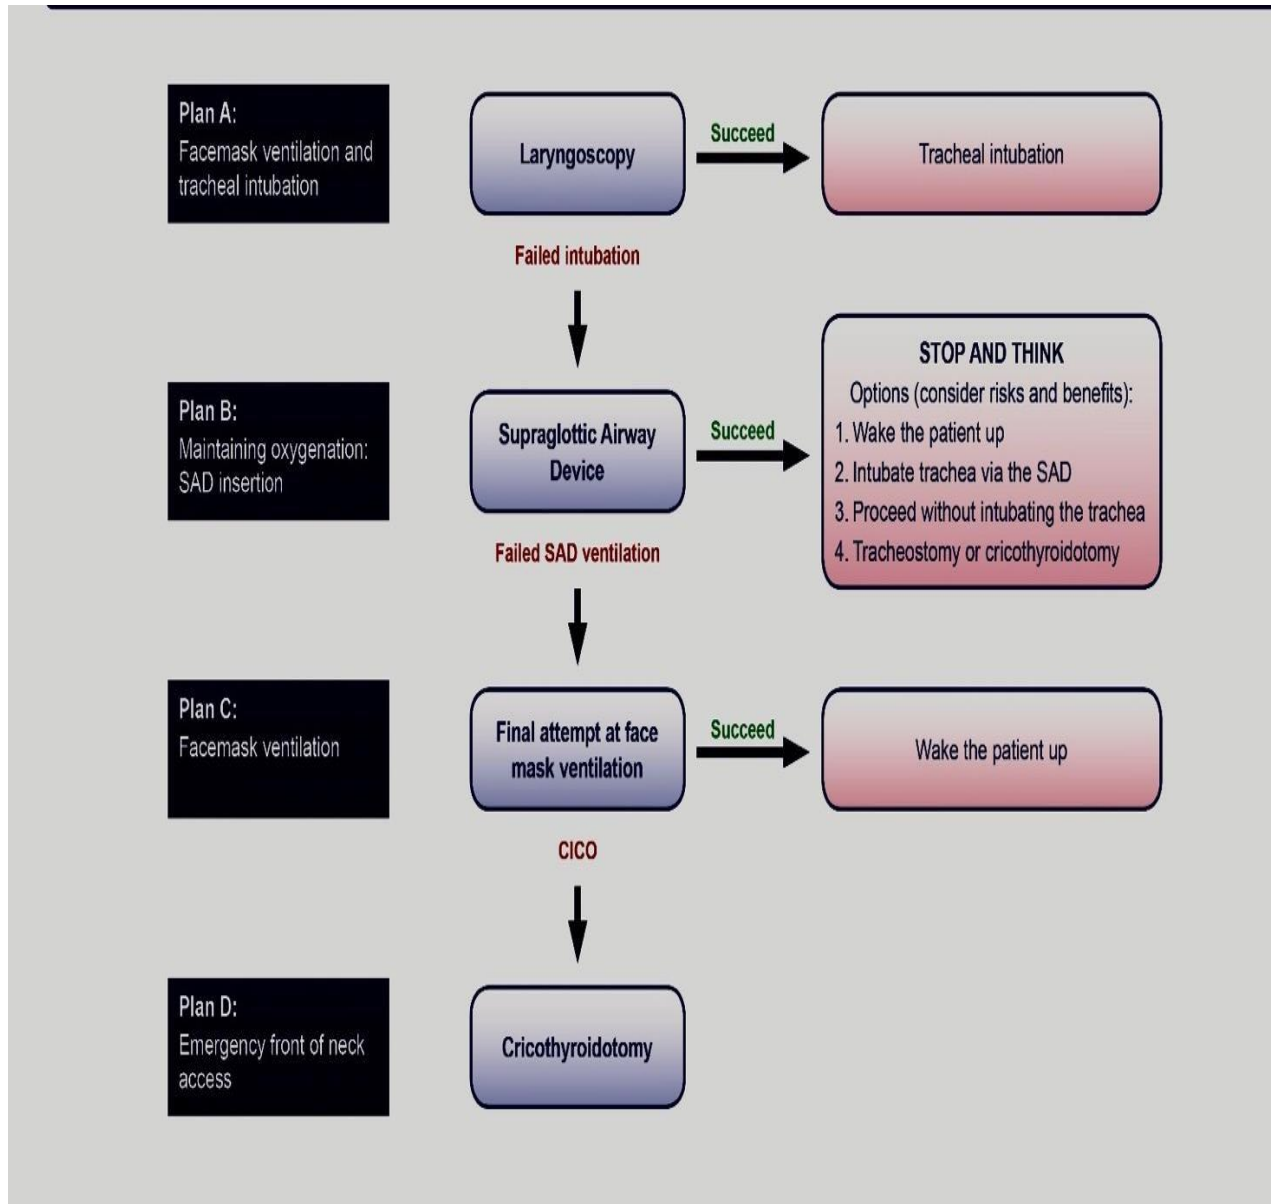 Plan A:
Facemask ventilation and
tracheal intubation
Laryngoscopy
Succeed
Tracheal intubation
Failed intubation
Plan B:
Maintaining oxygenation:
SAD insertion
Supraglottic Airway
Device
Succeed
STOP AND THINK
Options (consider risks and benefits):
1. Wake the patient up
2. Intubate trachea via the SAD
3. Proceed without intubating the trachea
4. Tracheostomy or cricothyroidotomy
Failed SAD ventilation
Plan C:
Facemask ventilation
Final attempt at face
mask ventilation
Succeed
Wake the patient up
CICO
Plan D:
Emergency front of neck
access
Cricothyroidotomy